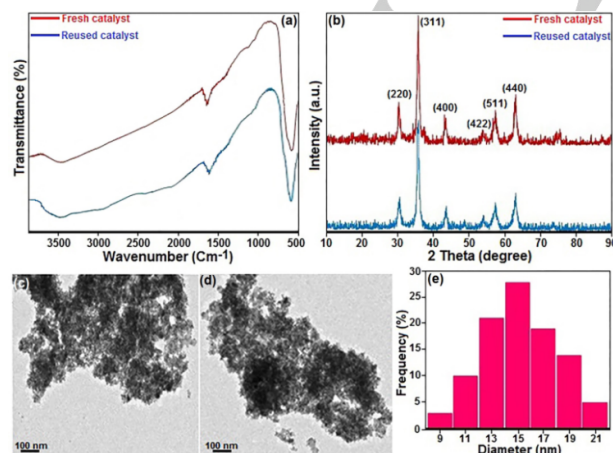 Fresh catalyst (a)
Reused catalyst
Transmittance (%)
3500 3000 2500 2000 1500 1000 500
Wavenumber (Cm-¹)
Fresh catalyst (b)
Reused catalyst
(311)
(220) (400) (422) (511) (440)
Intensity (a.u.)
10 20 30 40 50 60 70 80 90
2 Theta (degree)
(c)
100 nm
(d)
100 nm
(e)
Frequency (%)
30
25
20
15
10
5
0
9 11 13 15 17 19 21
Diameter (nm)